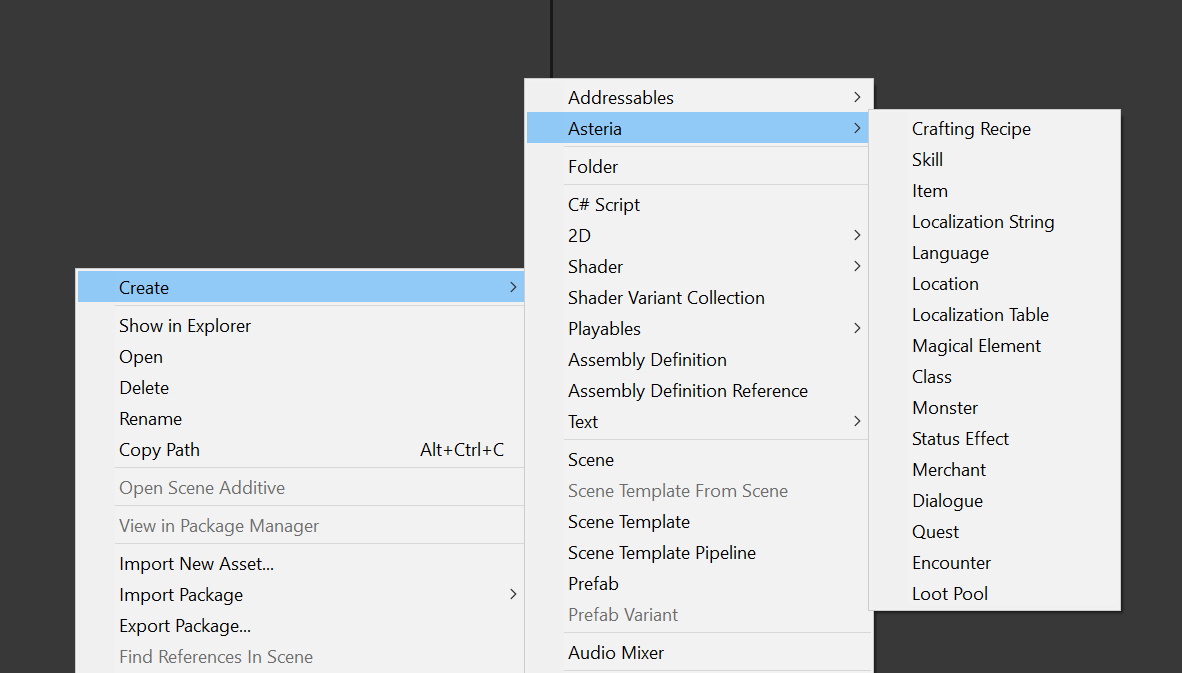 Create
Show in Explorer
Open
Delete
Rename
Copy Path Alt+Ctrl+C
Open Scene Additive
View in Package Manager
Import New Asset...
Import Package
Export Package...
Find References In Scene
Addressables
Asteria
Folder
C# Script
2D
Shader
Shader Variant Collection
Playables
Assembly Definition
Assembly Definition Reference
Text
Scene
Scene Template From Scene
Scene Template
Scene Template Pipeline
Prefab
Prefab Variant
Audio Mixer
Crafting Recipe
Skill
Item
Localization String
Language
Location
Localization Table
Magical Element
Class
Monster
Status Effect
Merchant
Dialogue
Quest
Encounter
Loot Pool